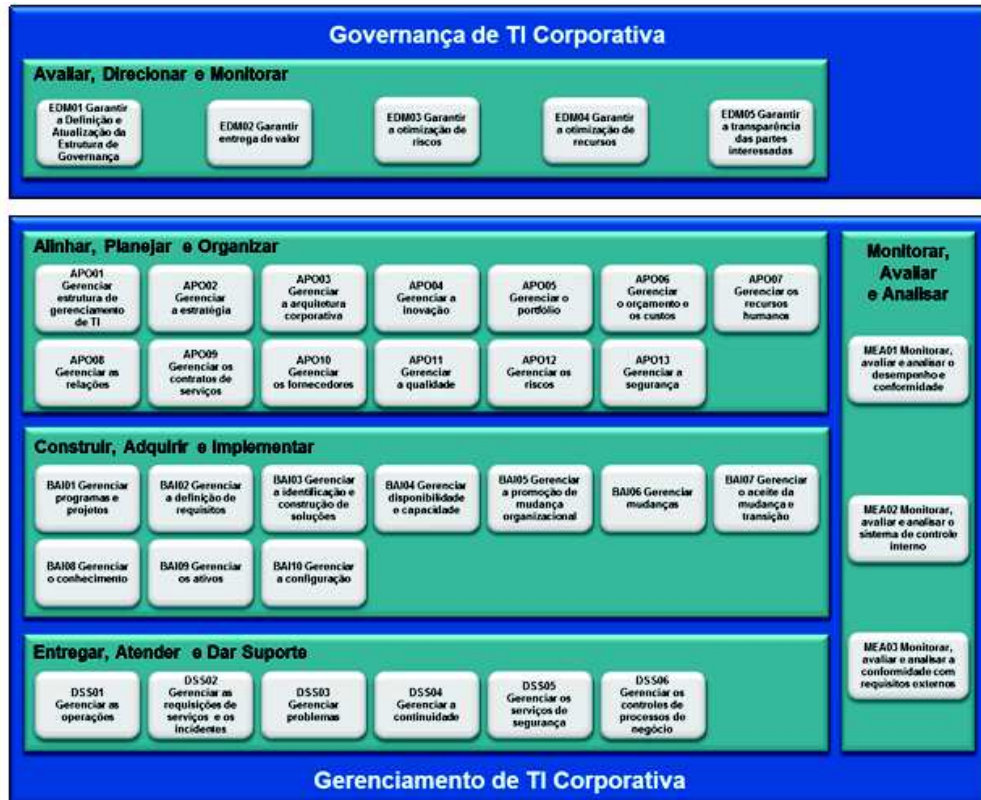 Governança de TI Corporativa
Avaliar, Direcionar e Monitorar
EDM01 Garantir
a Definição e
Atualização da
Estrutura de
Governança
EDM02 Garantir
entrega de valor
EDM03 Garantir
a otimização de
riscos
EDM04 Garantir
a otimização de
recursos
EDM05 Garantir
a transparência
das partes
interessadas
Alinhar, Planejar e Organizar
APO01
Gerenciar
estrutura de
gerenciamento
de TI
APO02
Gerenciar
a estratégia
APO03
Gerenciar
a arquitetura
corporativa
APO04
Gerenciar a
inovação
APO05
Gerenciar o
portfólio
APO06
Gerenciar
o orçamento e
os custos
APO07
Gerenciar os
recursos
humanos
APO08
Gerenciar as
relações
APO09
Gerenciar os
contratos de
serviços
APO10
Gerenciar
os fornecedores
APO11
Gerenciar
a qualidade
APO12
Gerenciar os
riscos
APO13
Gerenciar a
segurança
Construir, Adquirir e Implementar
BAI01 Gerenciar
programas e
projetos
BAI02 Gerenciar
a definição de
requisitos
BAI03 Gerenciar
a identificação e
construção de
soluções
BAI04 Gerenciar
disponibilidade
e capacidade
BAI05 Gerenciar
a promoção de
mudança
organizacional
BAI06 Gerenciar
mudanças
BAI07 Gerenciar
o aceite da
mudança e
transição
BAI08 Gerenciar
o conhecimento
BAI09 Gerenciar
os ativos
BAI10 Gerenciar
a configuração
Entregar, Atender e Dar Suporte
DSS01
Gerenciar as
operações
DSS02
Gerenciar as
requisições de
serviços e os
incidentes
DSS03
Gerenciar
problemas
DSS04
Gerenciar a
continuidade
DSS05
Gerenciar os
serviços de
segurança
DSS06
Gerenciar os
controles de
processos de
negócio
Monitorar,
Avaliar
e Analisar
MEA01 Monitorar,
avaliar e analisar o
desempenho e
conformidade
MEA02 Monitorar,
avaliar e analisar o
sistema de controle
interno
MEA03 Monitorar,
avaliar e analisar a
conformidade com
requisitos externos
Gerenciamento de TI Corporativa